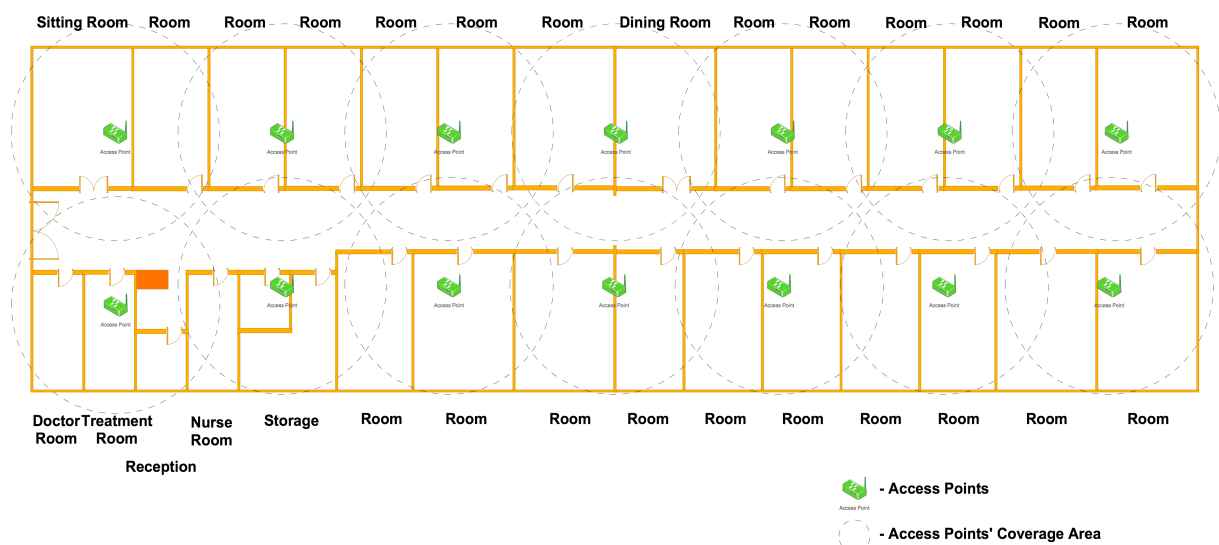 Sitting Room Room Room Room Room Room Room Dining Room Room Room Room Room Room Room
Access Point Access Point Access Point Access Point Access Point Access Point Access Point
Access Point Access Point Access Point Access Point Access Point Access Point
Access Point
Doctor Room
Treatment Room
Nurse Room
Storage Room Room Room Room Room Room Room Room Room Room
Reception
- Access Points
Access Point
- Access Points' Coverage Area